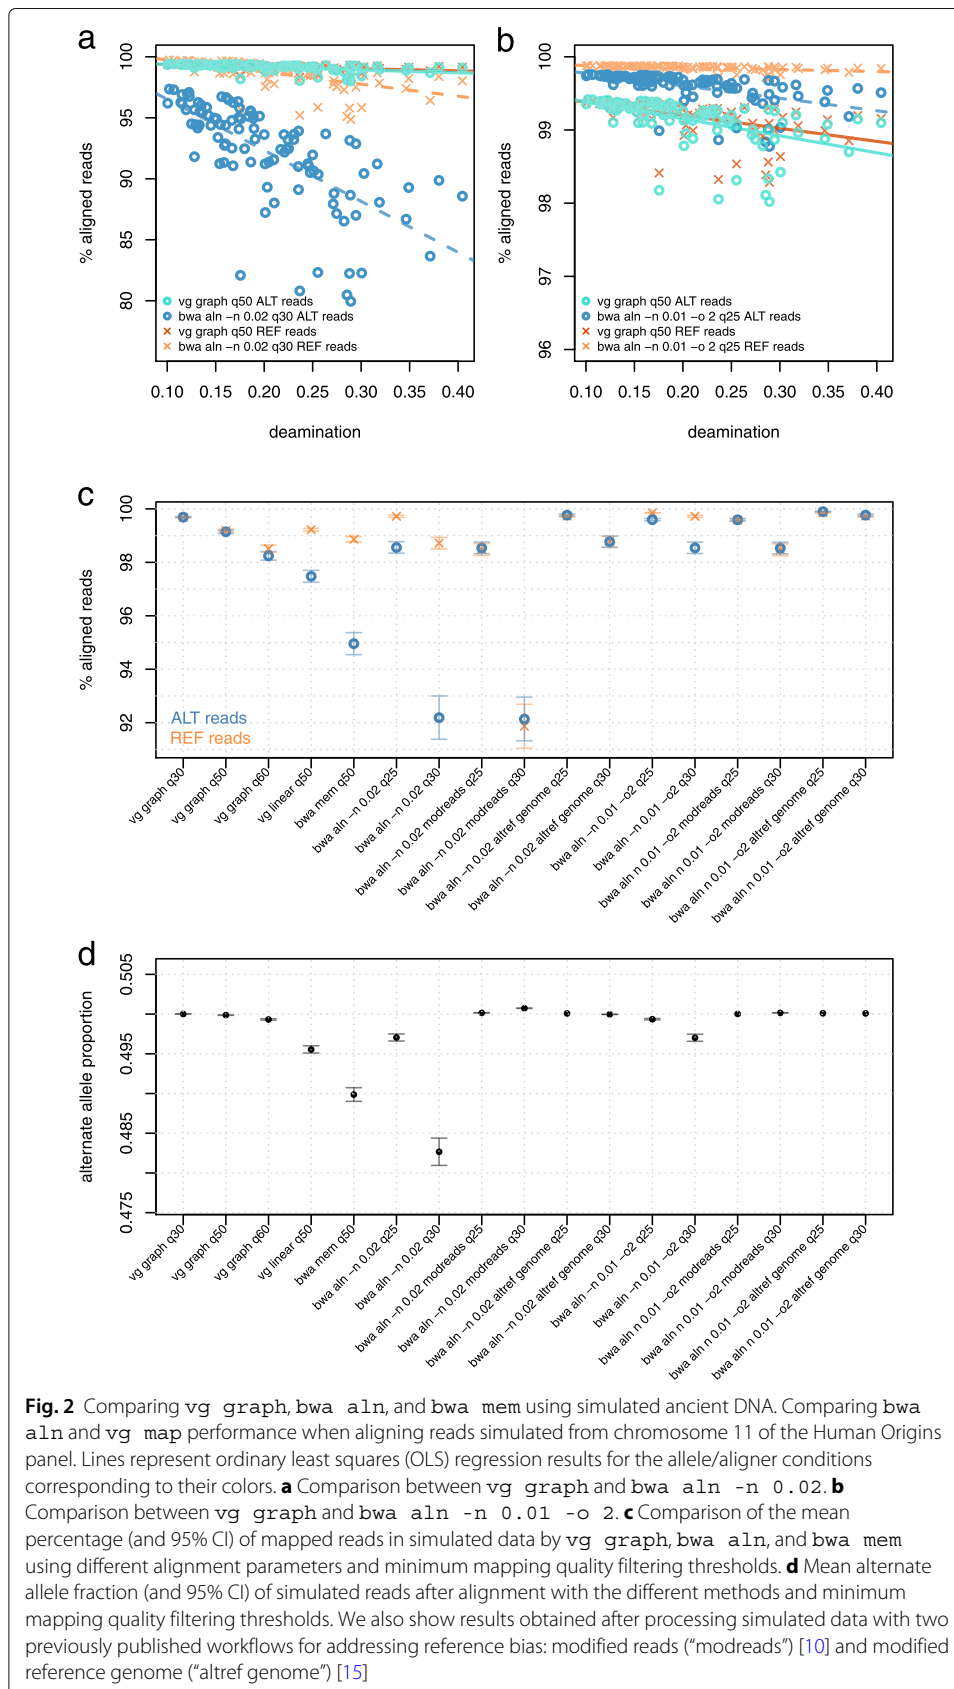 a
100
95
90
85
80
% aligned reads
vg graph q50 ALT reads
bwa aln −n 0.02 q30 ALT reads
vg graph q50 REF reads
bwa aln −n 0.02 q30 REF reads
0.10 0.15 0.20 0.25 0.30 0.35 0.40
deamination
b
100
99
98
97
96
% aligned reads
vg graph q50 ALT reads
bwa aln −n 0.01 −o 2 q25 ALT reads
vg graph q50 REF reads
bwa aln −n 0.01 −o 2 q25 REF reads
0.10 0.15 0.20 0.25 0.30 0.35 0.40
deamination
c
100
98
96
94
92
% aligned reads
ALT reads
REF reads
vg graph q30
vg graph q50
vg graph q60
vg linear q50
bwa mem q50
bwa aln −n 0.02 q25
bwa aln −n 0.02 q30
bwa aln −n 0.02 modreads q25
bwa aln −n 0.02 modreads q30
bwa aln −n 0.02 altref genome q25
bwa aln −n 0.02 altref genome q30
bwa aln −n 0.01 −o2 q25
bwa aln −n 0.01 −o2 q30
bwa aln n 0.01 −o2 modreads q25
bwa aln n 0.01 −o2 modreads q30
bwa aln n 0.01 −o2 altref genome q25
bwa aln n 0.01 −o2 altref genome q30
d
0.505
0.495
0.485
0.475
alternate allele proportion
vg graph q30
vg graph q50
vg graph q60
vg linear q50
bwa mem q50
bwa aln −n 0.02 q25
bwa aln −n 0.02 q30
bwa aln −n 0.02 modreads q25
bwa aln −n 0.02 modreads q30
bwa aln −n 0.02 altref genome q25
bwa aln −n 0.02 altref genome q30
bwa aln −n 0.01 −o2 q25
bwa aln −n 0.01 −o2 q30
bwa aln n 0.01 −o2 modreads q25
bwa aln n 0.01 −o2 modreads q30
bwa aln n 0.01 −o2 altref genome q25
bwa aln n 0.01 −o2 altref genome q30
Fig. 2 Comparing vg graph, bwa aln, and bwa mem using simulated ancient DNA. Comparing bwa
aln and vg map performance when aligning reads simulated from chromosome 11 of the Human Origins
panel. Lines represent ordinary least squares (OLS) regression results for the allele/aligner conditions
corresponding to their colors. a Comparison between vg graph and bwa aln -n 0.02. b
Comparison between vg graph and bwa aln -n 0.01 -o 2. c Comparison of the mean
percentage (and 95% CI) of mapped reads in simulated data by vg graph, bwa aln, and bwa mem
using different alignment parameters and minimum mapping quality filtering thresholds. d Mean alternate
allele fraction (and 95% CI) of simulated reads after alignment with the different methods and minimum
mapping quality filtering thresholds. We also show results obtained after processing simulated data with two
previously published workflows for addressing reference bias: modified reads (“modreads”) [10] and modified
reference genome (“altref genome”) [15]